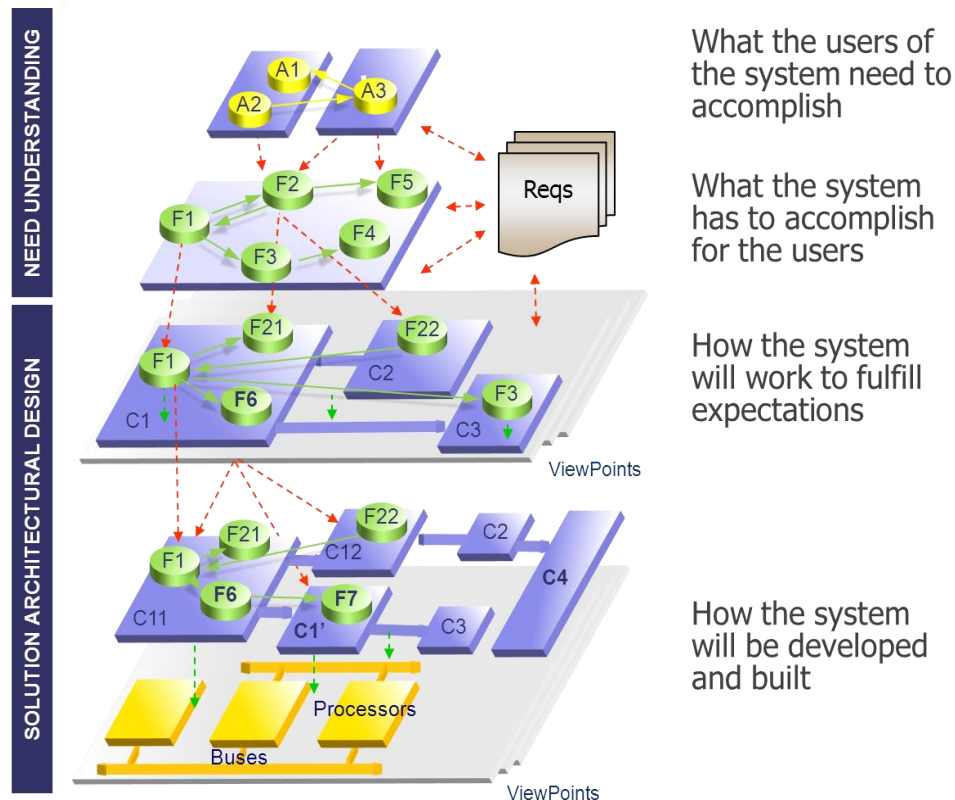 NEED UNDERSTANDING
A1
A2
A3
What the users of
the system need to
accomplish
Reqs
F1
F2
F5
F3
F4
What the system
has to accomplish
for the users
SOLUTION ARCHITECTURAL DESIGN
F21
F22
F1
F6
F3
C1
C2
C3
ViewPoints
How the system
will work to fulfill
expectations
F21
F22
F1
F6
F7
C11
C12
C1’
C2
C3
C4
How the system
will be developed
and built
Processors
Buses
ViewPoints